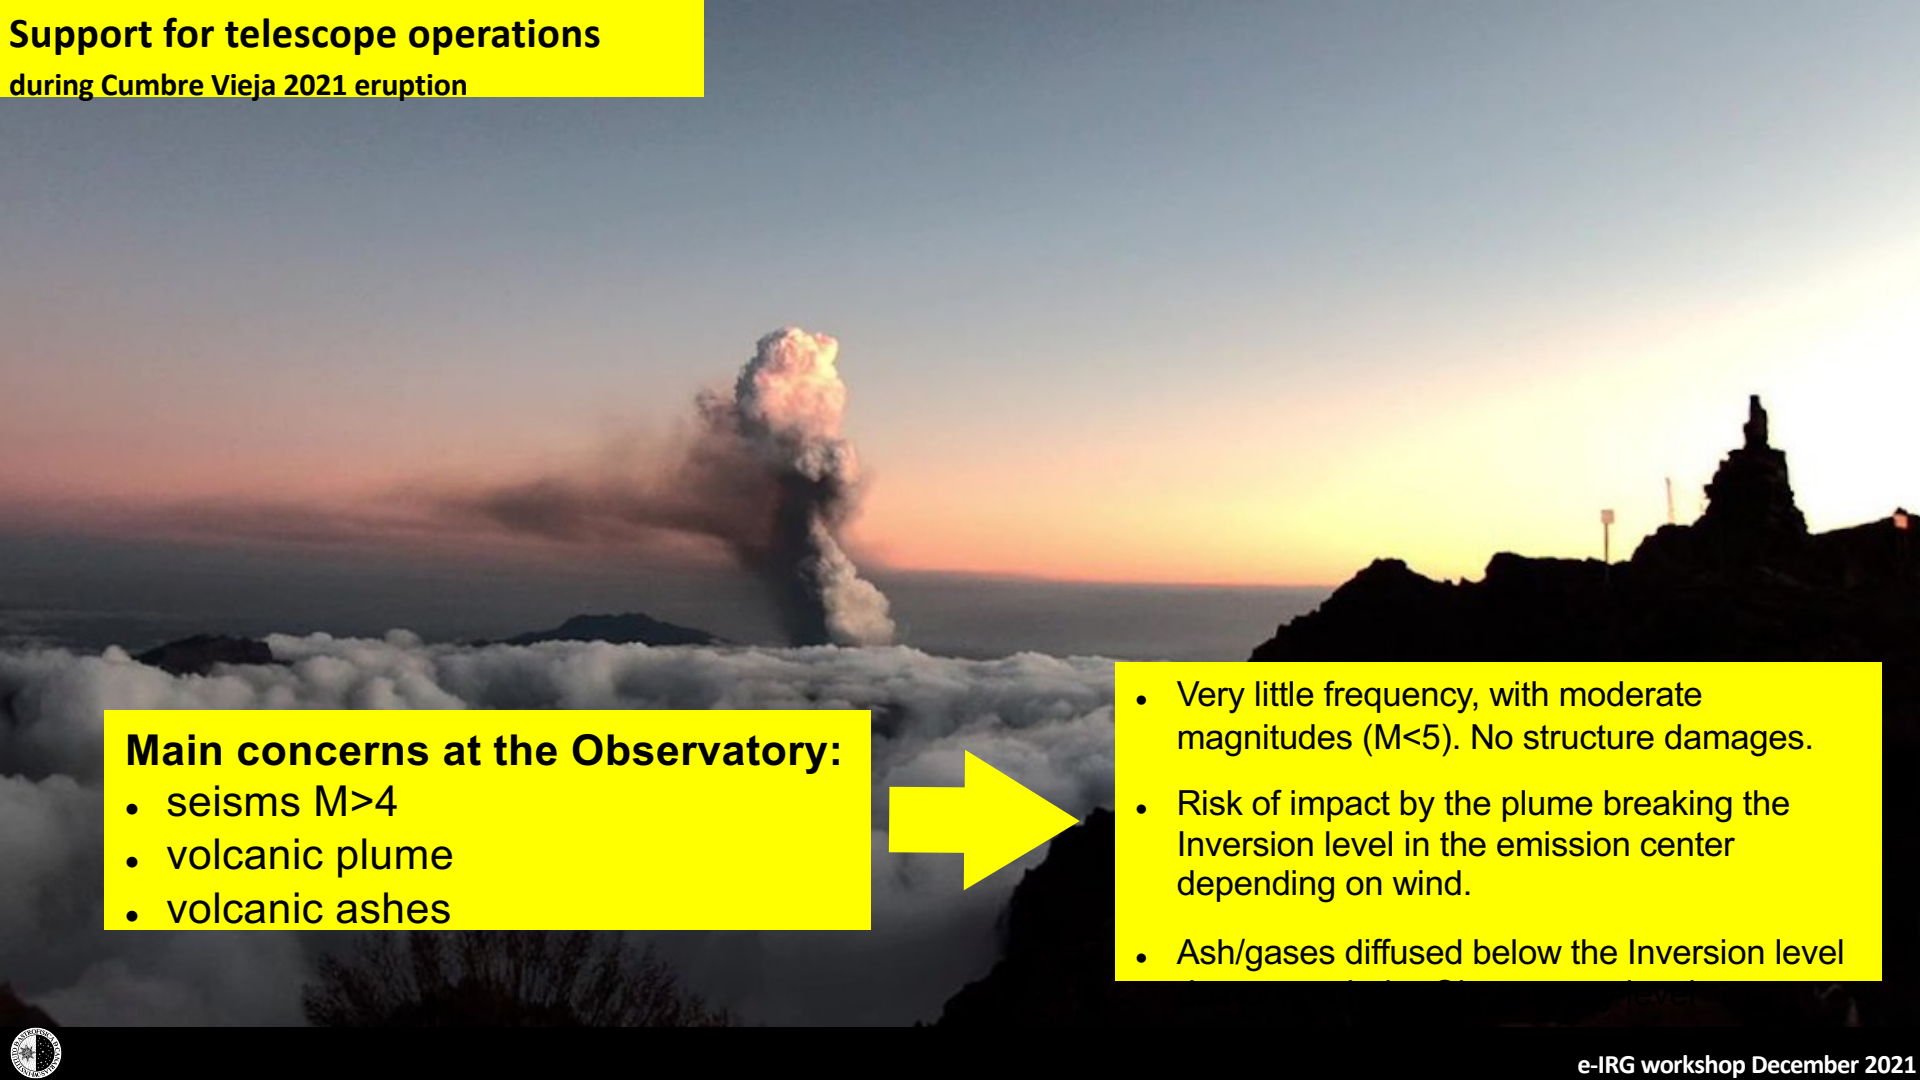 Support for telescope operations
during Cumbre Vieja 2021 eruption
Main concerns at the Observatory:
• seisms M>4
• volcanic plume
• volcanic ashes
• Very little frequency, with moderate
magnitudes (M<5). No structure damages.
• Risk of impact by the plume breaking the
Inversion level in the emission center
depending on wind.
• Ash/gases diffused below the Inversion level
level
e-IRG workshop December 2021